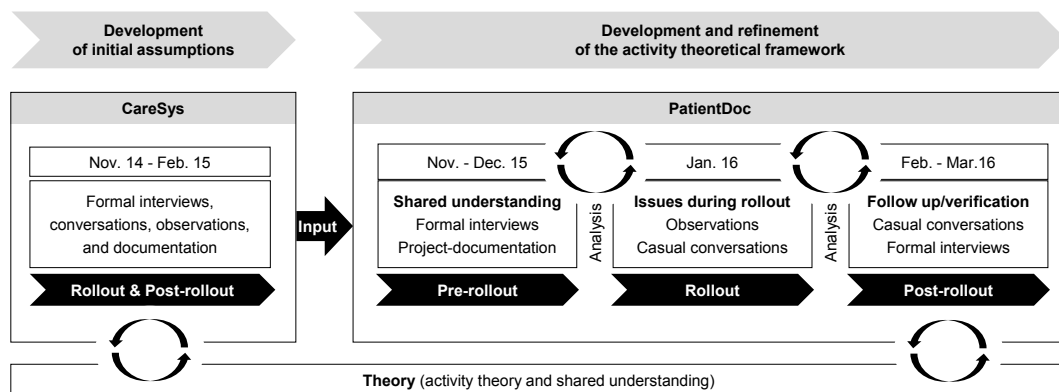 Development
of initial assumptions
Development and refinement
of the activity theoretical framework
CareSys
Nov. 14 - Feb. 15
Formal interviews,
conversations, observations,
and documentation
Rollout & Post-rollout
Input
PatientDoc
Nov. - Dec. 15
Shared understanding
Formal interviews
Project-documentation
Pre-rollout
Analysis
Jan. 16
Issues during rollout
Observations
Casual conversations
Rollout
Analysis
Feb. - Mar.16
Follow up/verification
Casual conversations
Formal interviews
Post-rollout
Theory (activity theory and shared understanding)